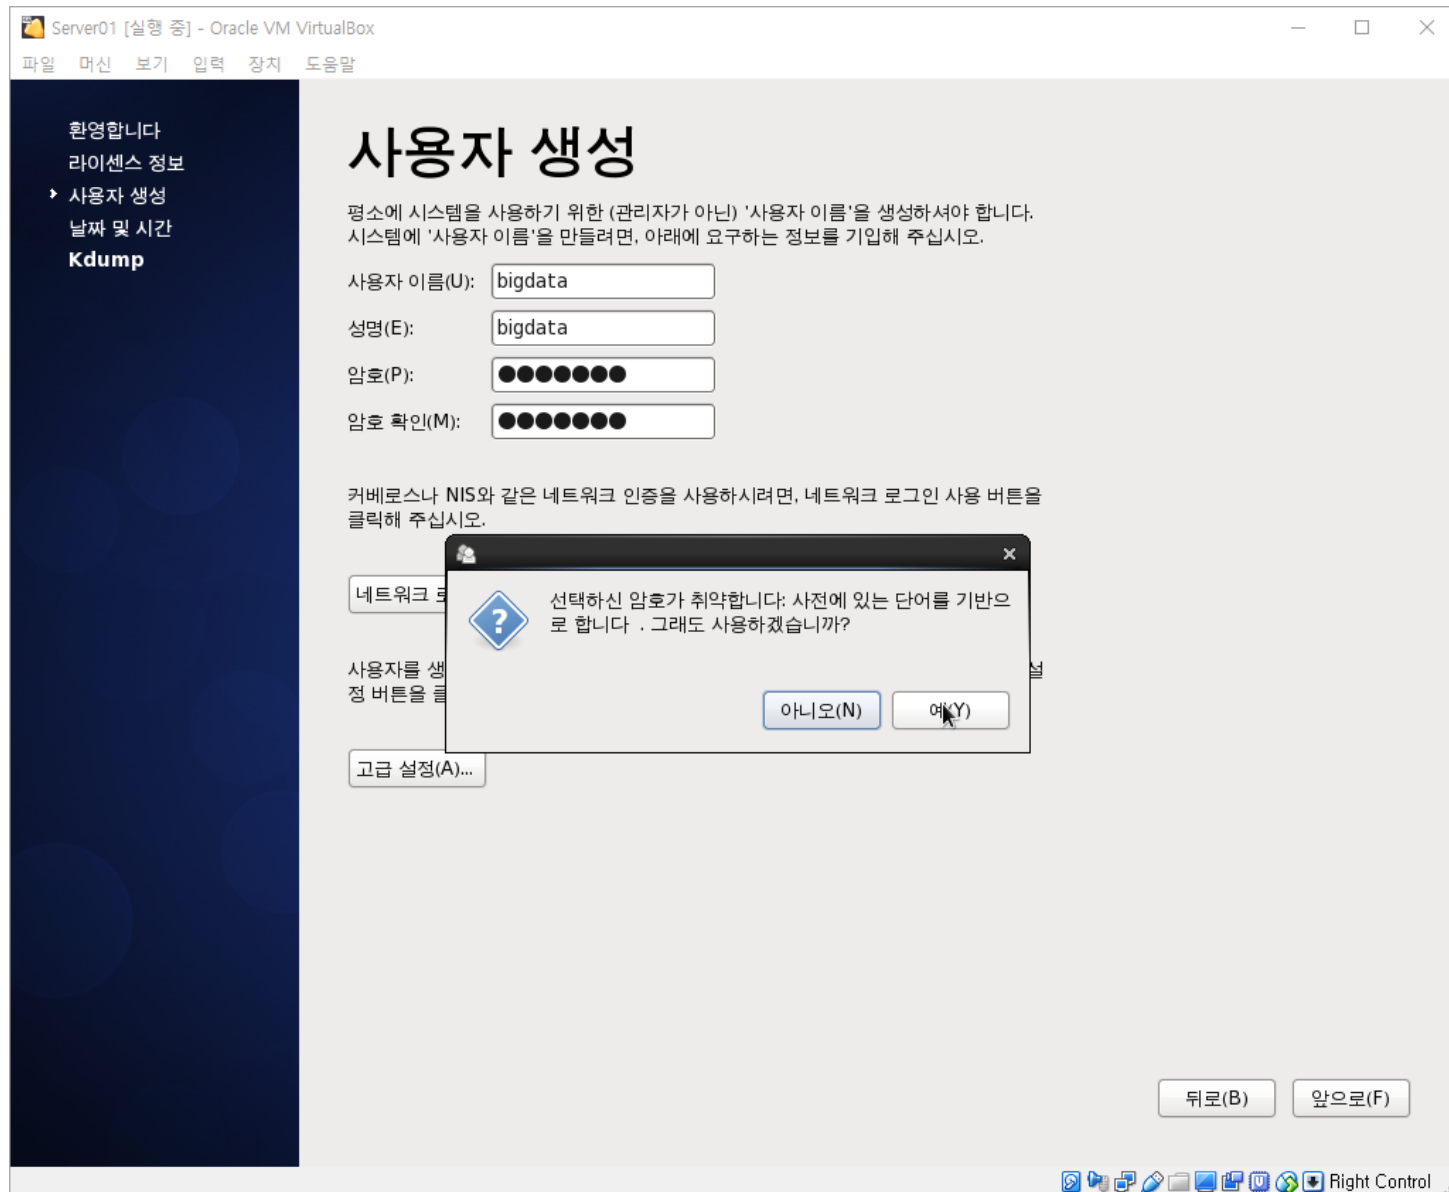 Server01 [실행 중] - Oracle VM VirtualBox
파일 머신 보기 입력 장치 도움말
환영합니다
라이센스 정보
사용자 생성
날짜 및 시간
Kdump
사용자 생성
평소에 시스템을 사용하기 위한 (관리자가 아닌) '사용자 이름'을 생성하셔야 합니다.
시스템에 '사용자 이름'을 만들려면, 아래에 요구하는 정보를 기입해 주십시오.
사용자 이름(U): bigdata
성명(E): bigdata
암호(P): ●●●●●●●
암호 확인(M): ●●●●●●●
커베로스나 NIS와 같은 네트워크 인증을 사용하시려면, 네트워크 로그인 사용 버튼을
클릭해 주십시오.
네트워크
선택하신 암호가 취약합니다: 사전에 있는 단어를 기반으
로 합니다 . 그래도 사용하겠습니까?
아니오(N) 예(Y)
사용자를 생 설
정 버튼을
고급 설정(A)...
뒤로(B) 앞으로(F)
Right Control